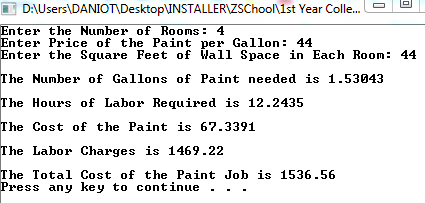 D:\Users\DANIOT\Desktop\INSTALLER\ZSChool\1st Year Colle...
Enter the Number of Rooms: 4
Enter Price of the Paint per Gallon: 44
Enter the Square Feet of Wall Space in Each Room: 44
The Number of Gallons of Paint needed is 1.53043
The Hours of Labor Required is 12.2435
The Cost of the Paint is 67.3391
The Labor Charges is 1469.22
The Total Cost of the Paint Job is 1536.56
Press any key to continue . . .